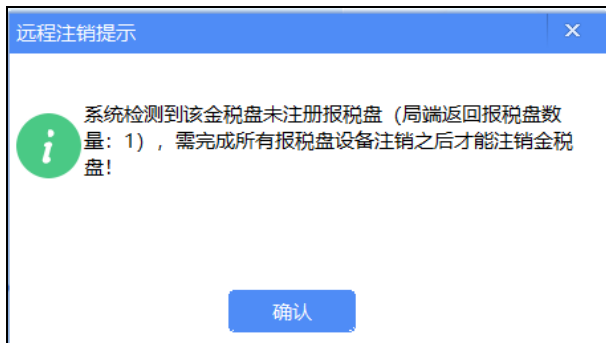 远程注销提示
系统检测到该金税盘未注册报税盘（局端返回报税盘数
量：1），需完成所有报税盘设备注销之后才能注销金税
盘！
确认